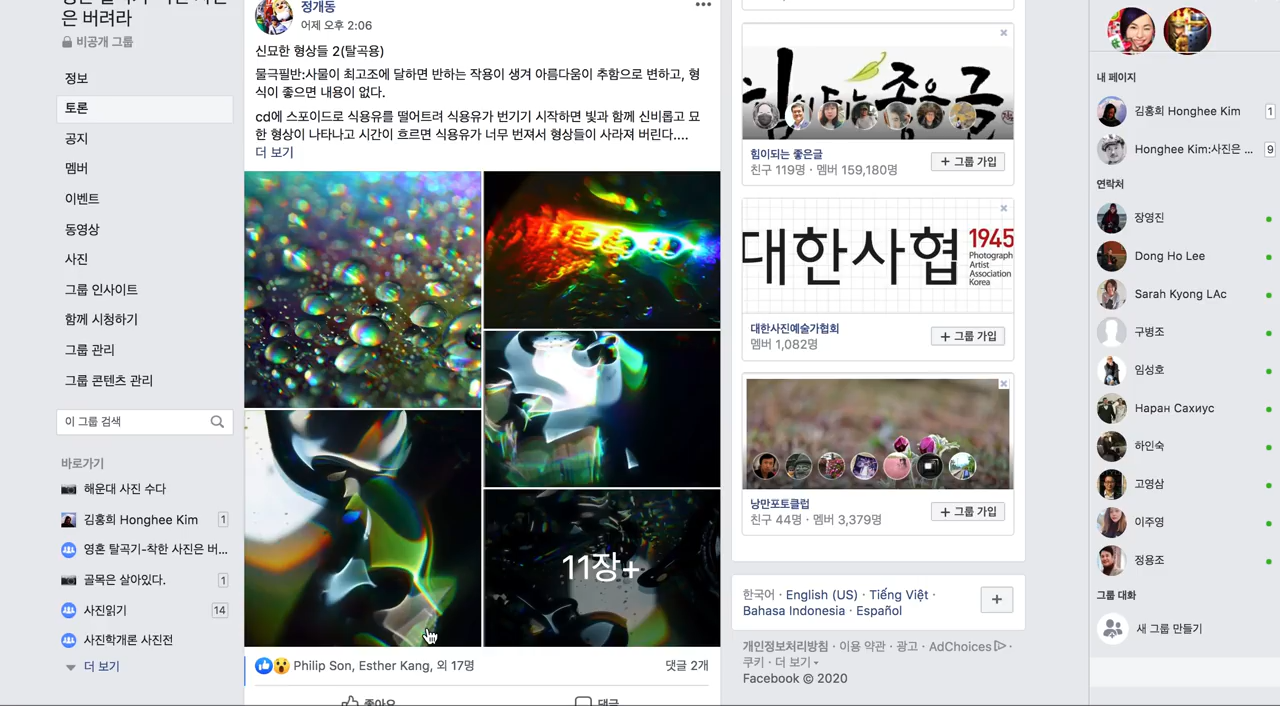 은 버려라
비공개 그룹
정보
토론
공지
멤버
이벤트
동영상
사진
그룹 인사이트
함께 시청하기
그룹 관리
그룹 콘텐츠 관리
이 그룹 검색
바로가기
해운대 사진 수다
김홍희 Honghee Kim 1
영혼 탈곡기-착한 사진은 버...
골목은 살아있다. 1
사진읽기 14
사진학개론 사진전
더 보기
정개동
어제 오후 2:06
신묘한 형상들 2(탈곡용)
물극필반:사물이 최고조에 달하면 반하는 작용이 생겨 아름다움이 추함으로 변하고, 형
식이 좋으면 내용이 없다.
cd에 스포이드로 식용유를 떨어트려 식용유가 번기기 시작하면 빛과 함께 신비롭고 묘
한 형상이 나타나고 시간이 흐르면 식용유가 너무 번져서 형상들이 사라져 버린다....
더 보기
11장+
Philip Son, Esther Kang, 외 17명
댓글 2개
좋아요
댓글
힘이되는 좋은글
친구 119명 · 멤버 159,180명
+ 그룹 가입
대한사협
1945
Photograph
Artist
Association
Korea
대한사진예술가협회
멤버 1,082명
+ 그룹 가입
낭만포토클럽
친구 44명 · 멤버 3,379명
+ 그룹 가입
한국어 · English (US) · Tiếng Việt ·
Bahasa Indonesia · Español
개인정보처리방침 · 이용 약관 · 광고 · AdChoices ·
쿠키 · 더 보기
Facebook © 2020
내 페이지
김홍희 Honghee Kim 1
Honghee Kim:사진은 ... 9
연락처
장영진
Dong Ho Lee
Sarah Kyong LAc
구병조
임성호
Наран Сахиус
하인숙
고영삼
이주영
정용조
그룹 대화
새 그룹 만들기